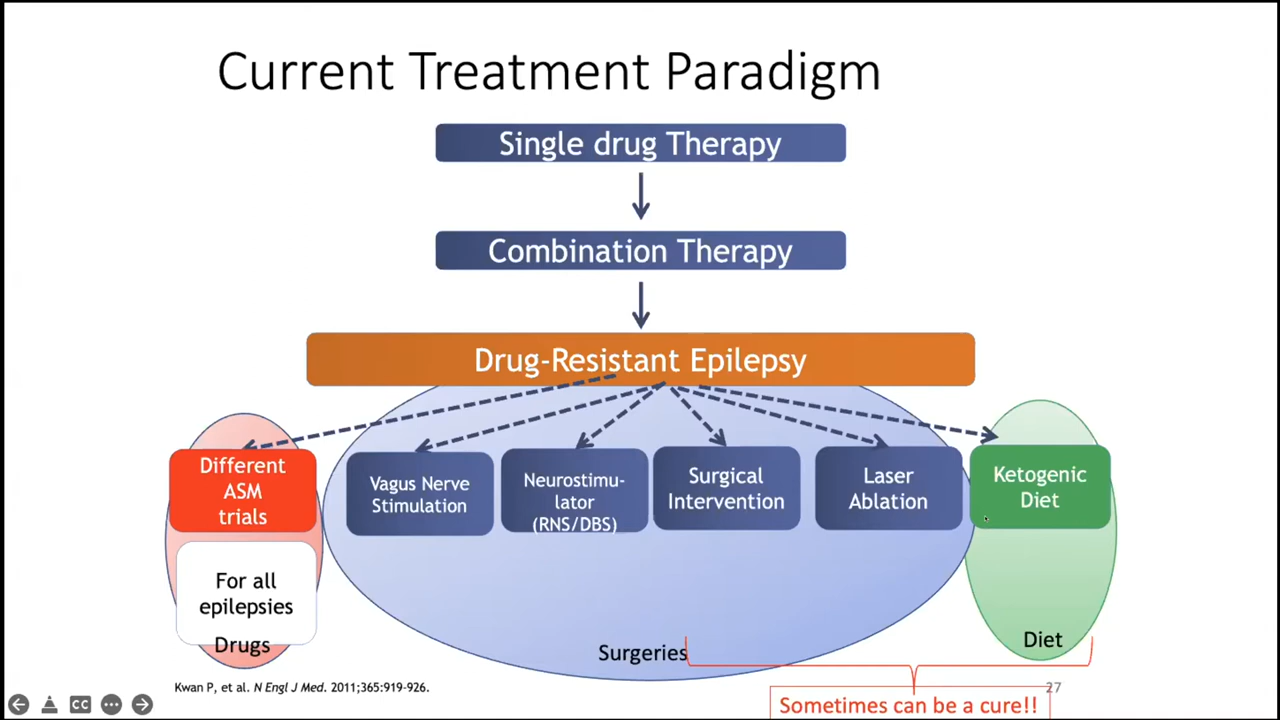 Current Treatment Paradigm
Single drug Therapy
Combination Therapy
Drug-Resistant Epilepsy
Different
ASM
trials
For all
epilepsies
Drugs
Vagus Nerve
Stimulation
Neurostimu-
lator
(RNS/DBS)
Surgical
Intervention
Laser
Ablation
Surgeries
Ketogenic
Diet
Diet
Kwan P, et al. N Engl J Med. 2011;365:919-926.
27
Sometimes can be a cure!!
CC